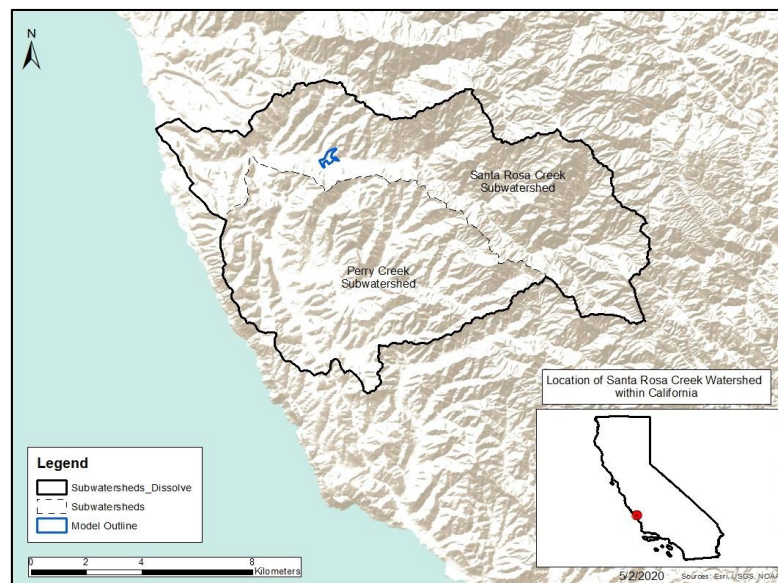 N
Santa Rosa Creek
Subwatershed
Perry Creek
Subwatershed
Location of Santa Rosa Creek Watershed
within California
Legend
Subwatersheds_Dissolve
Subwatersheds
Model Outline
0 2 4 8
Kilometers
5/2/2020
Sources: Esri, USGS, NOAA